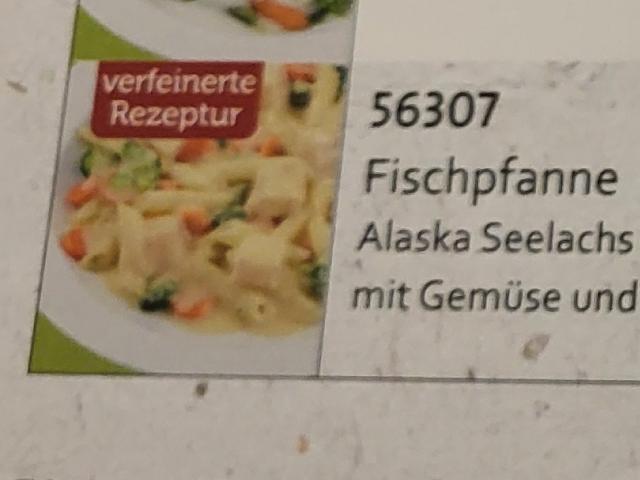 verfeinerte
Rezeptur
56307
Fischpfanne
Alaska Seelachs
mit Gemüse und